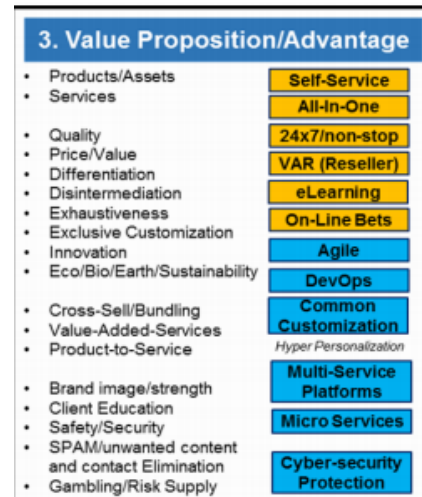 3. Value Proposition/Advantage
• Products/Assets
• Services
• Quality
• Price/Value
• Differentiation
• Disintermediation
• Exhaustiveness
• Exclusive Customization
• Innovation
• Eco/Bio/Earth/Sustainability
• Cross-Sell/Bundling
• Value-Added-Services
• Product-to-Service
• Brand image/strength
• Client Education
• Safety/Security
• SPAM/unwanted content
and contact Elimination
• Gambling/Risk Supply
Self-Service
All-In-One
24x7/non-stop
VAR (Reseller)
eLearning
On-Line Bets
Agile
DevOps
Common
Customization
Hyper Personalization
Multi-Service
Platforms
Micro Services
Cyber-security
Protection